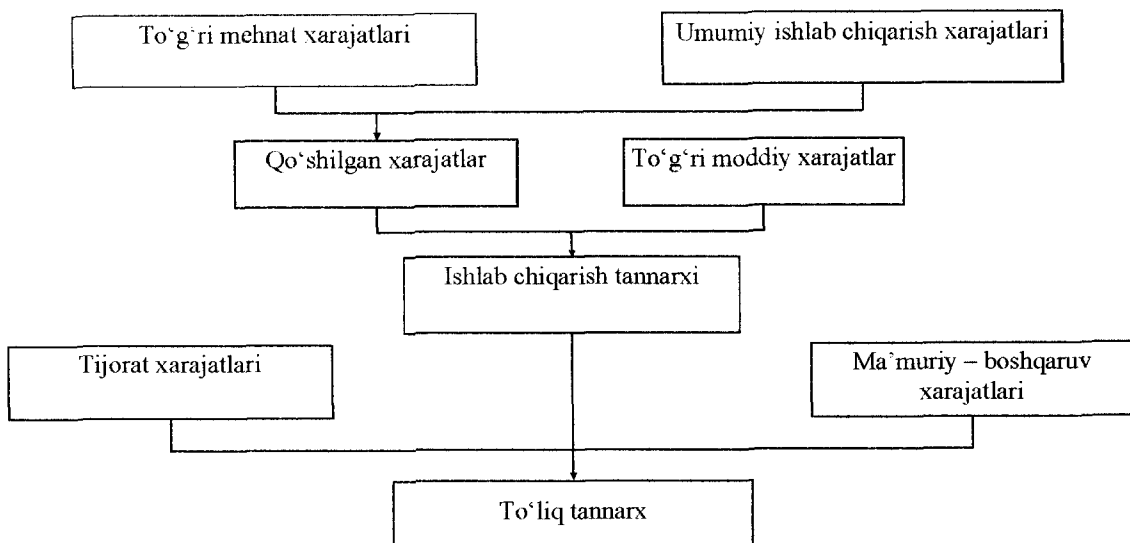 To‘g‘ri mehnat xarajatlari
Umumiy ishlab chiqarish xarajatlari
Qo‘shilgan xarajatlar
To‘g‘ri moddiy xarajatlar
Ishlab chiqarish tannarxi
Tijorat xarajatlari
Ma’muriy – boshqaruv
xarajatlari
To‘liq tannarx